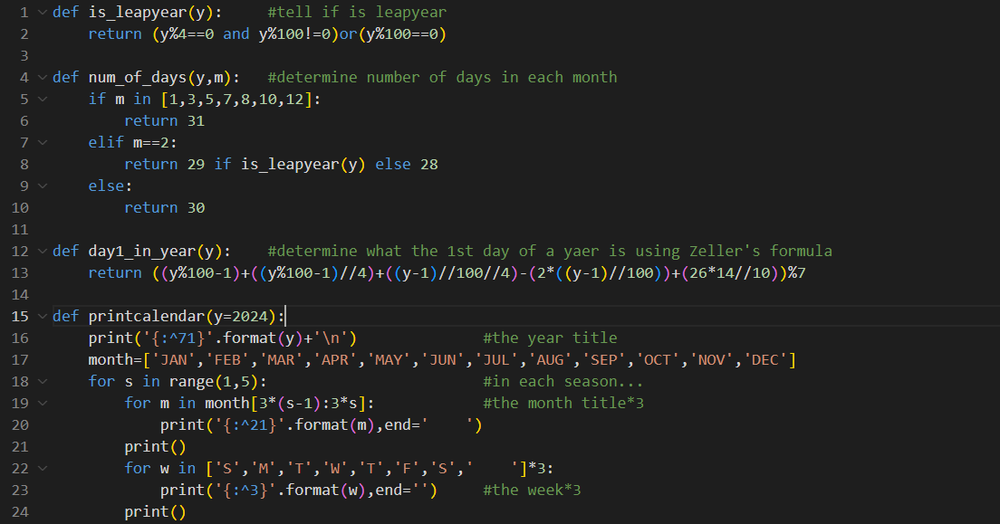 1 def is_leapyear(y):     #tell if is leapyear
2     return (y%4==0 and y%100!=0)or(y%100==0)
3
4 def num_of_days(y,m):   #determine number of days in each month
5     if m in [1,3,5,7,8,10,12]:
6         return 31
7     elif m==2:
8         return 29 if is_leapyear(y) else 28
9     else:
10         return 30
11
12 def day1_in_year(y):    #determine what the 1st day of a yaer is using Zeller's formula
13     return ((y%100-1)+((y%100-1)//4)+((y-1)//100//4)-(2*((y-1)//100))+(26*14//10))%7
14
15 def printcalendar(y=2024):
16     print('{:^71}'.format(y)+'\n')              #the year title
17     month=['JAN','FEB','MAR','APR','MAY','JUN','JUL','AUG','SEP','OCT','NOV','DEC']
18     for s in range(1,5):                        #in each season...
19         for m in month[3*(s-1):3*s]:            #the month title*3
20             print('{:^21}'.format(m),end='    ')
21         print()
22         for w in ['S','M','T','W','T','F','S','    ']*3:
23             print('{:^3}'.format(w),end='')     #the week*3
24         print()